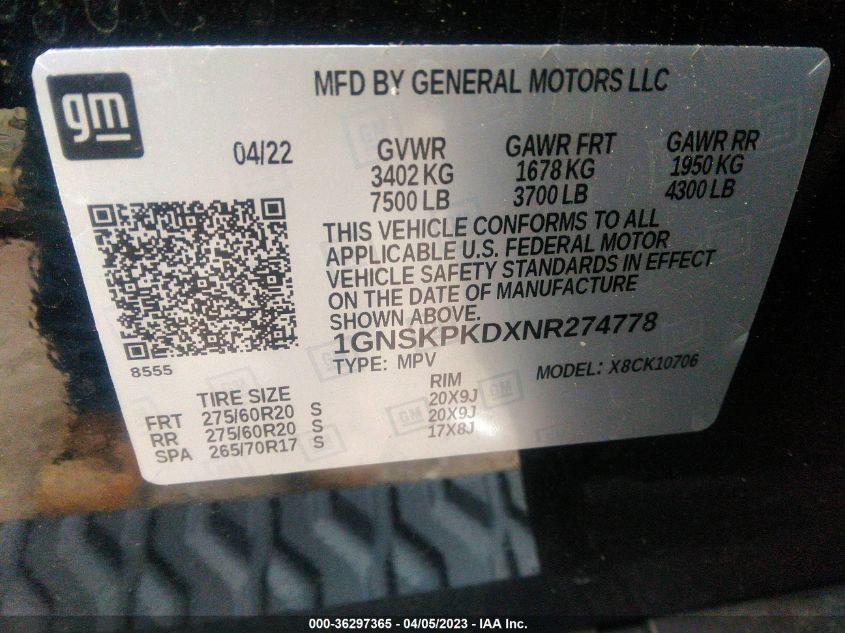 gm
MFD BY GENERAL MOTORS LLC
04/22
GVWR GAWR FRT GAWR RR
3402 KG 1678 KG 1950 KG
7500 LB 3700 LB 4300 LB
THIS VEHICLE CONFORMS TO ALL
APPLICABLE U.S. FEDERAL MOTOR
VEHICLE SAFETY STANDARDS IN EFFECT
ON THE DATE OF MANUFACTURE
SHOWN ABOVE.
1GNSKPKDXNR274778
8555
TYPE: MPV MODEL: X8CK10706
TIRE SIZE RIM
FRT 275/60R20 S 20X9J
RR 275/60R20 S 20X9J
SPA 265/70R17 S 17X8J
000-36297365 - 04/05/2023 - IAA Inc.